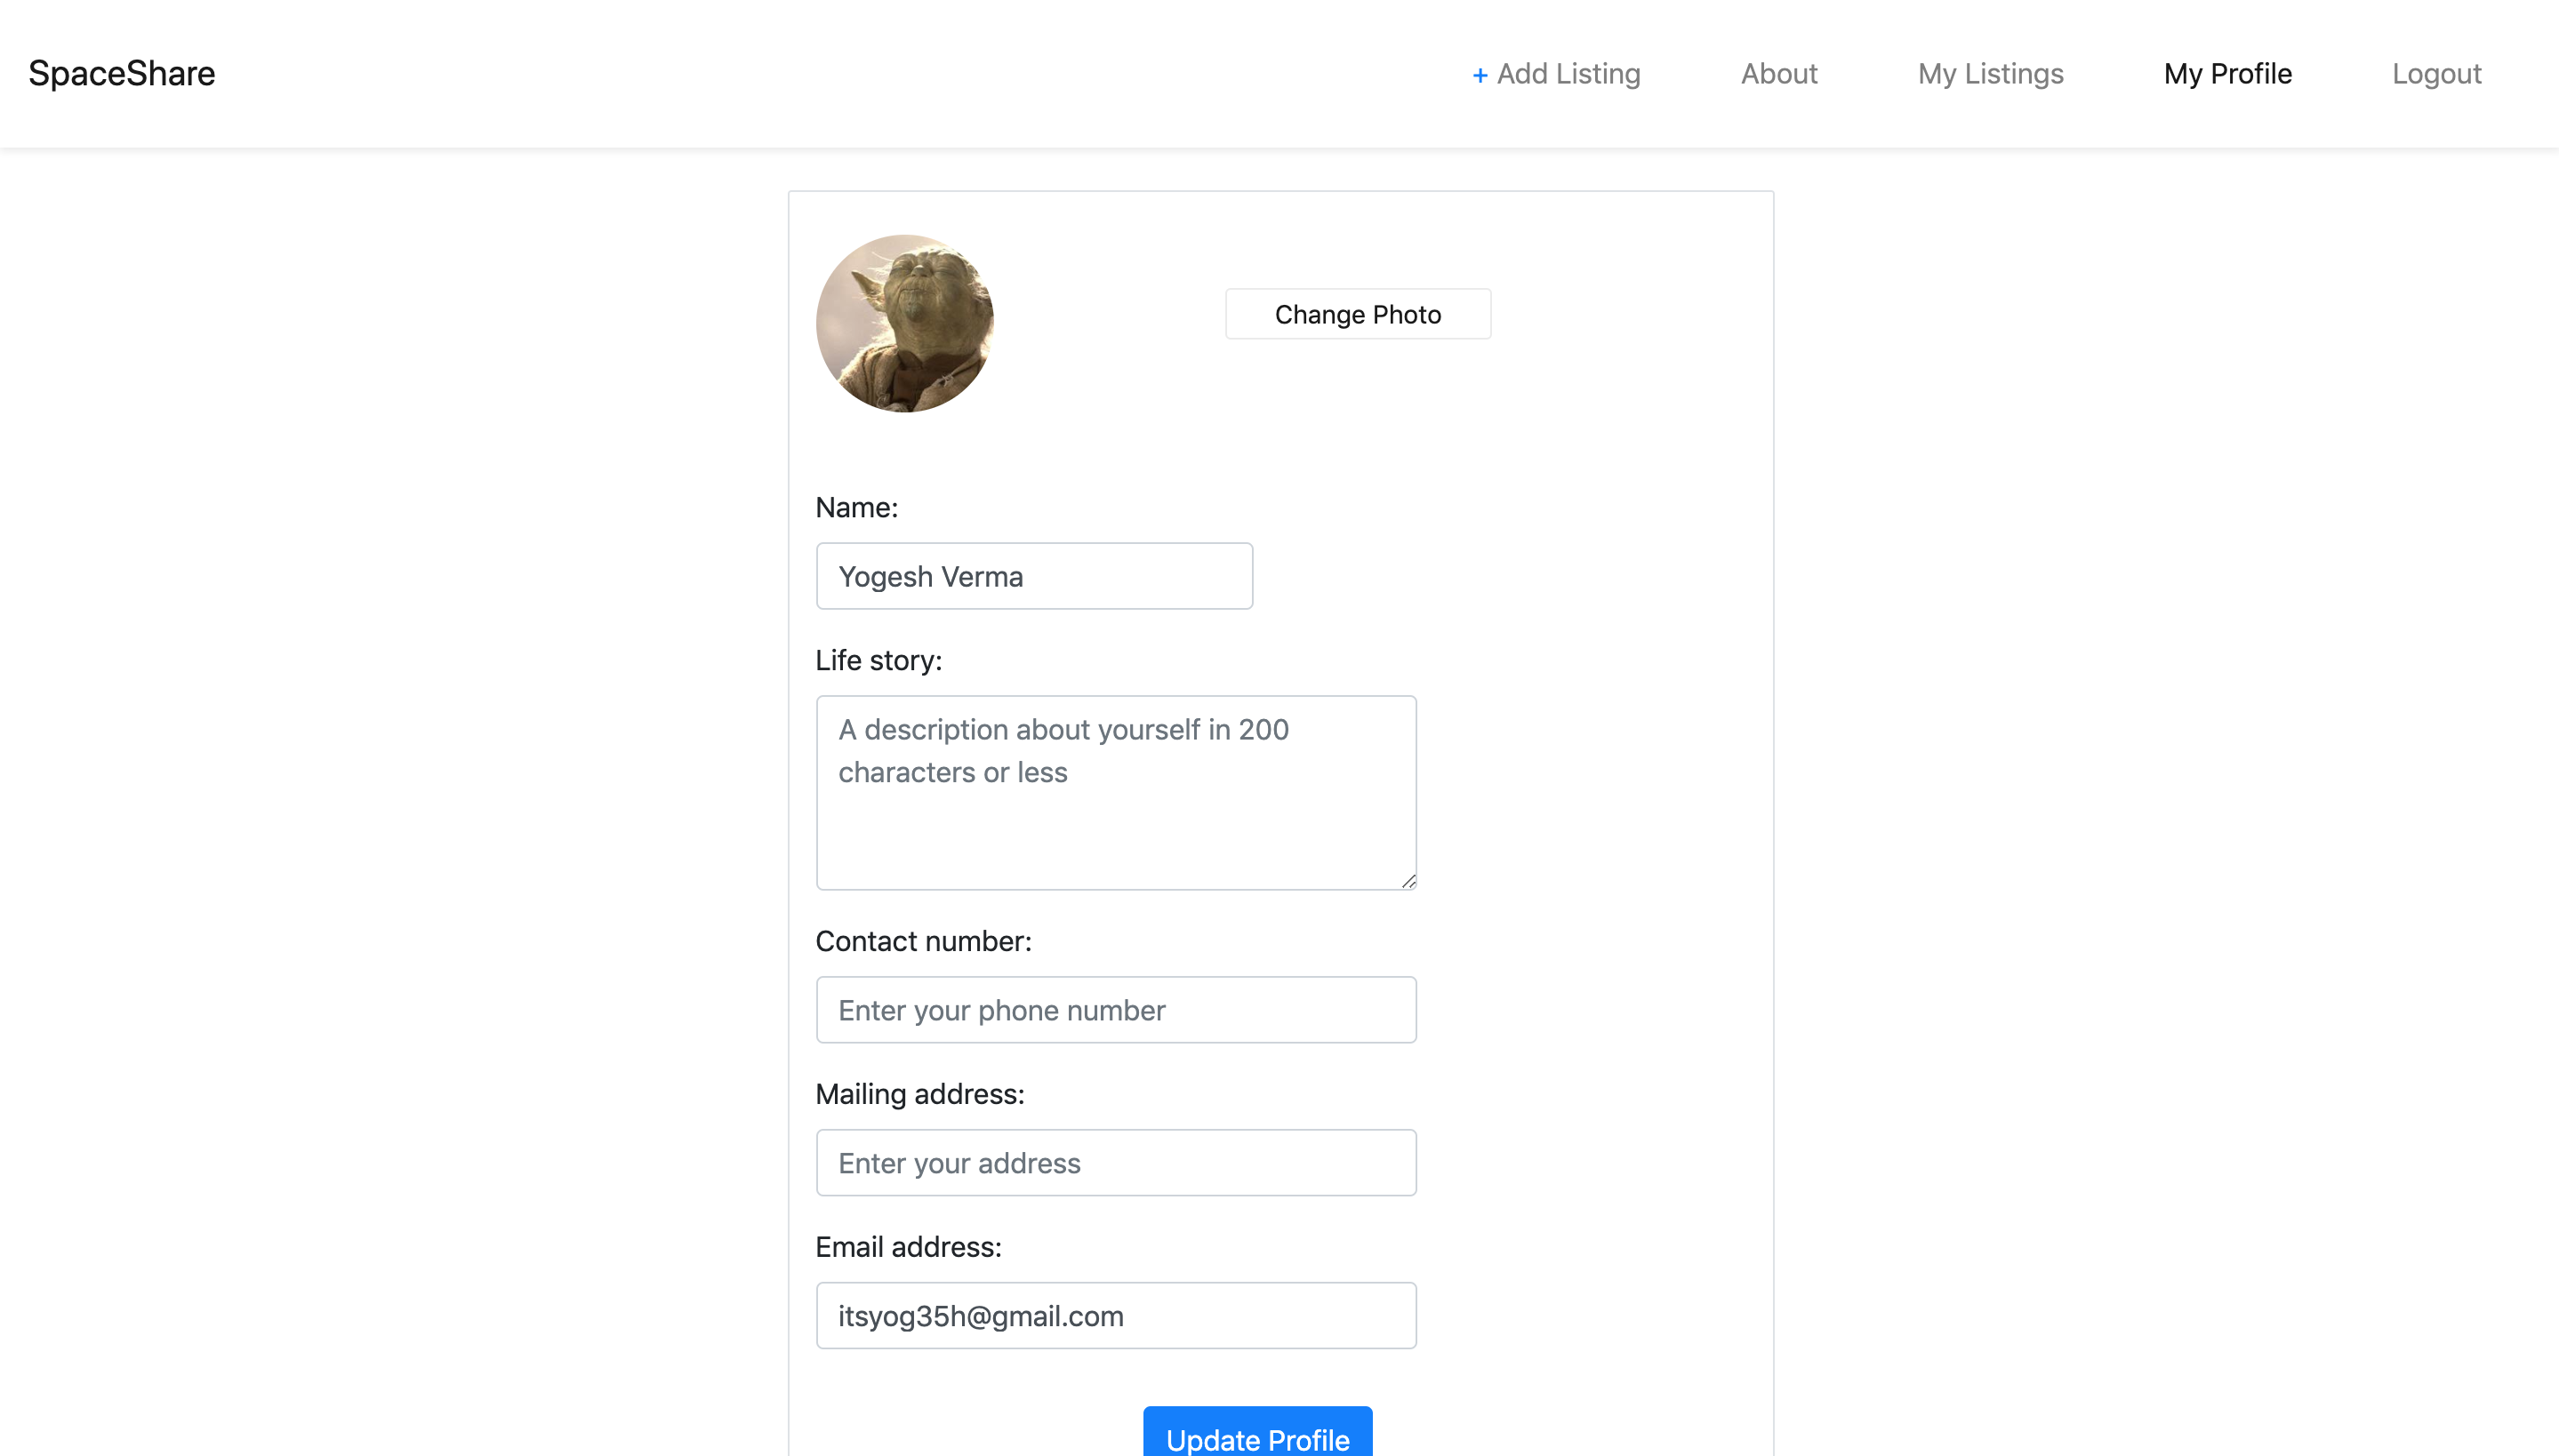 SpaceShare
+ Add Listing
About
My Listings
My Profile
Logout
Change Photo
Name:
Yogesh Verma
Life story:
A description about yourself in 200
characters or less
Contact number:
Enter your phone number
Mailing address:
Enter your address
Email address:
itsyog35h@gmail.com
Update Profile